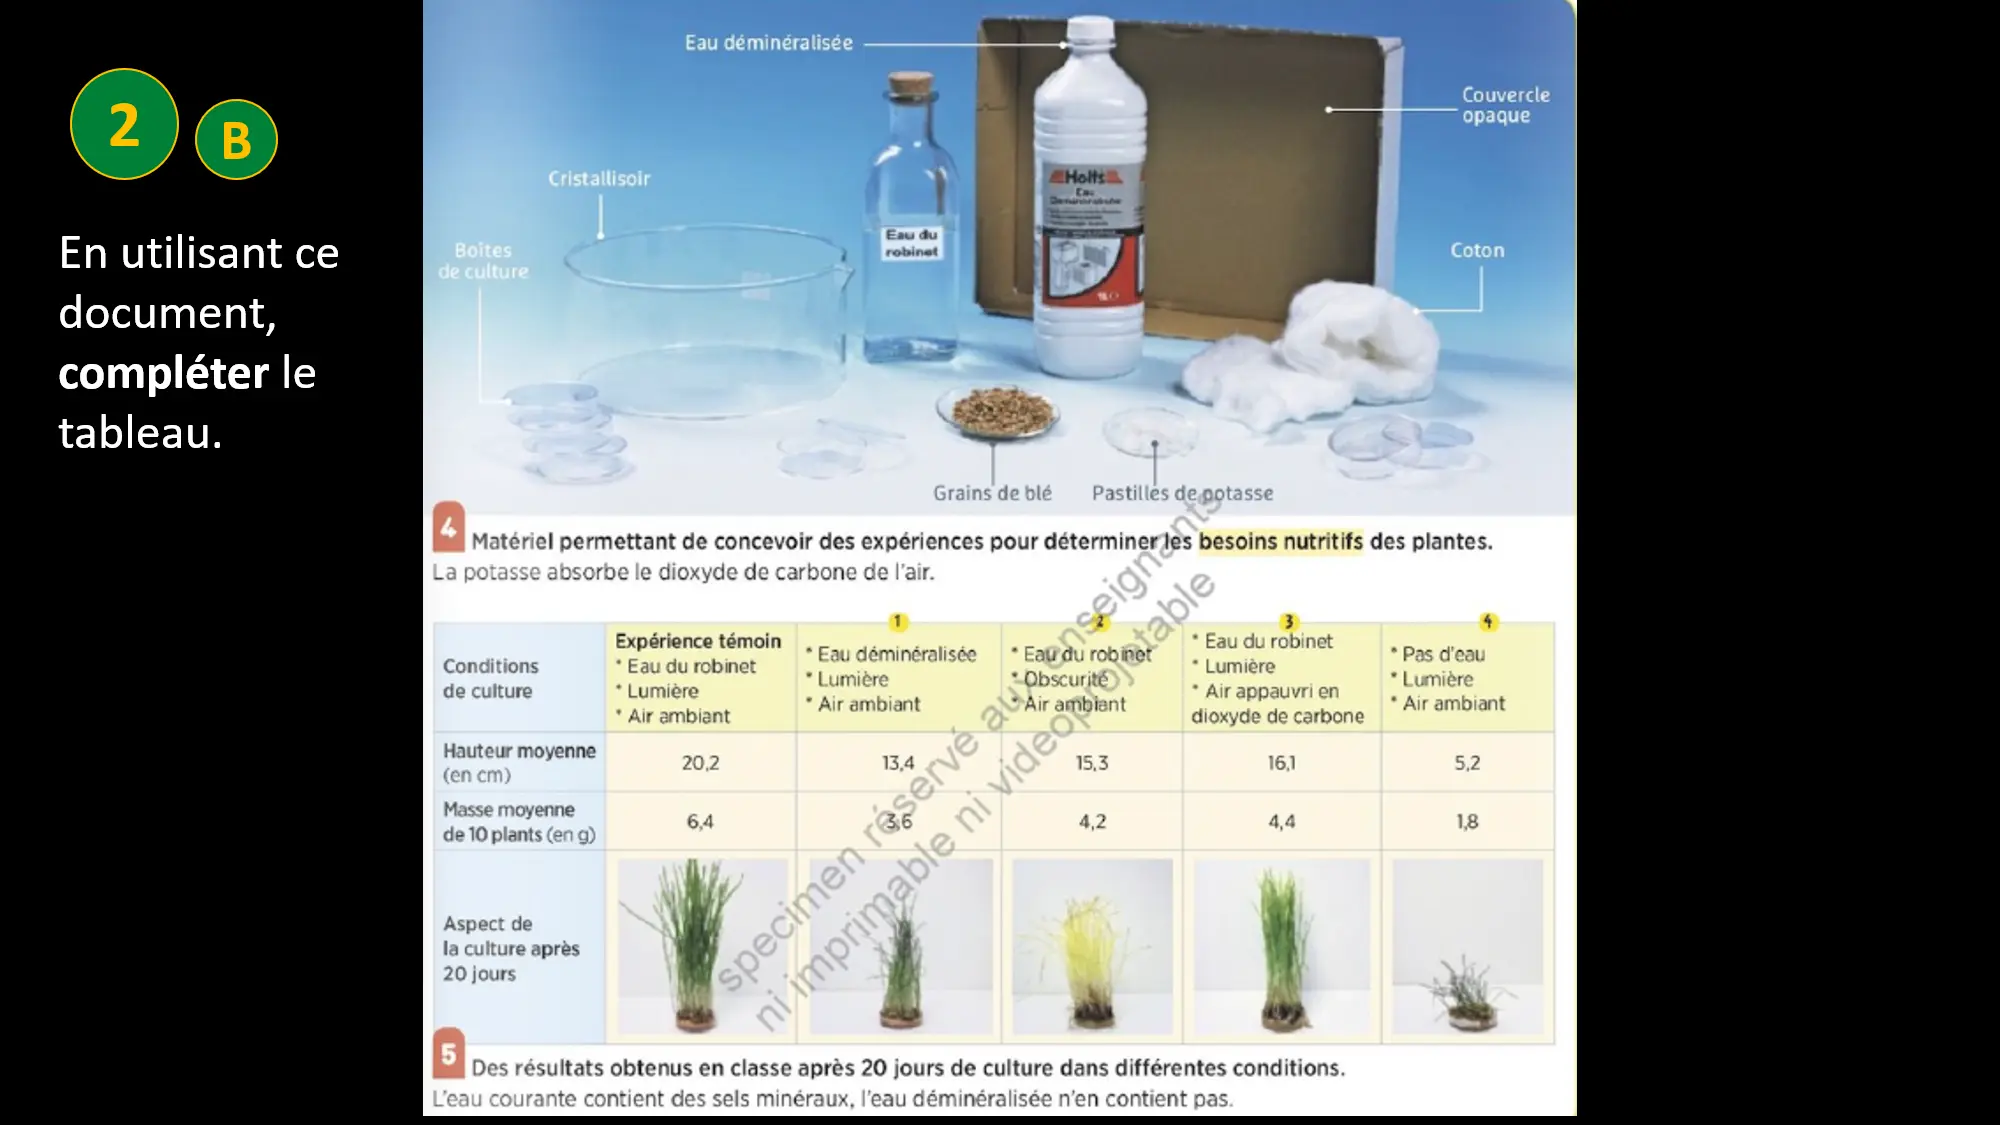 2
B
En utilisant ce
document,
compléter le
tableau.
Eau déminéralisée
Couvercle
opaque
Cristallisoir
Boîtes
de culture
Eau du
robinet
Holts
Eau
1L
Coton
Grains de blé
Pastilles de potasse
4
Matériel permettant de concevoir des expériences pour déterminer les besoins nutritifs des plantes.
La potasse absorbe le dioxyde de carbone de l'air.
Conditions
de culture
Expérience témoin
* Eau du robinet
* Lumière
* Air ambiant
1
* Eau déminéralisée
* Lumière
* Air ambiant
2
* Eau du robinet
* Obscurité
* Air ambiant
3
* Eau du robinet
* Lumière
* Air appauvri en
dioxyde de carbone
4
* Pas d'eau
* Lumière
* Air ambiant
Hauteur moyenne
(en cm)
20,2
13,4
15,3
16,1
5,2
Masse moyenne
de 10 plants (en g)
6,4
3,6
4,2
4,4
1,8
Aspect de
la culture après
20 jours
specimen réservé aux enseignants
ni imprimable ni videoprojetable
5
Des résultats obtenus en classe après 20 jours de culture dans différentes conditions.
L'eau courante contient des sels minéraux, l'eau déminéralisée n'en contient pas.